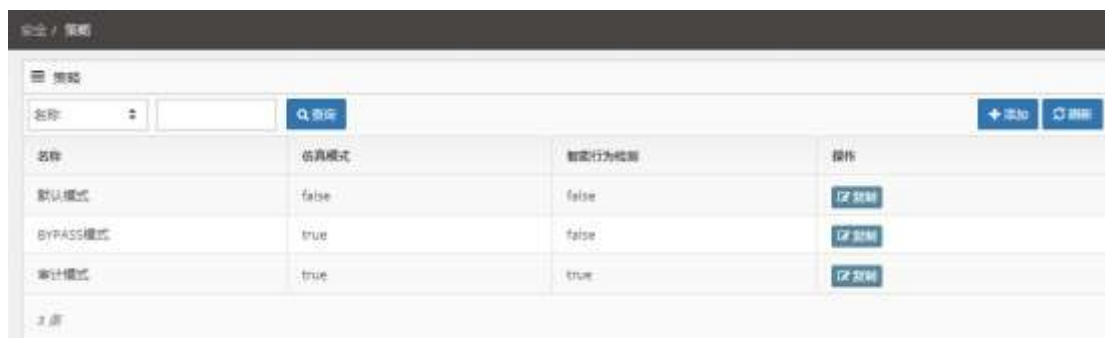 安全 / 策略
策略
名称 查询 添加 刷新
名称 仿真模式 智能行为检测 操作
默认模式 false false 复制
BYPASS模式 true false 复制
审计模式 true true 复制
3 条